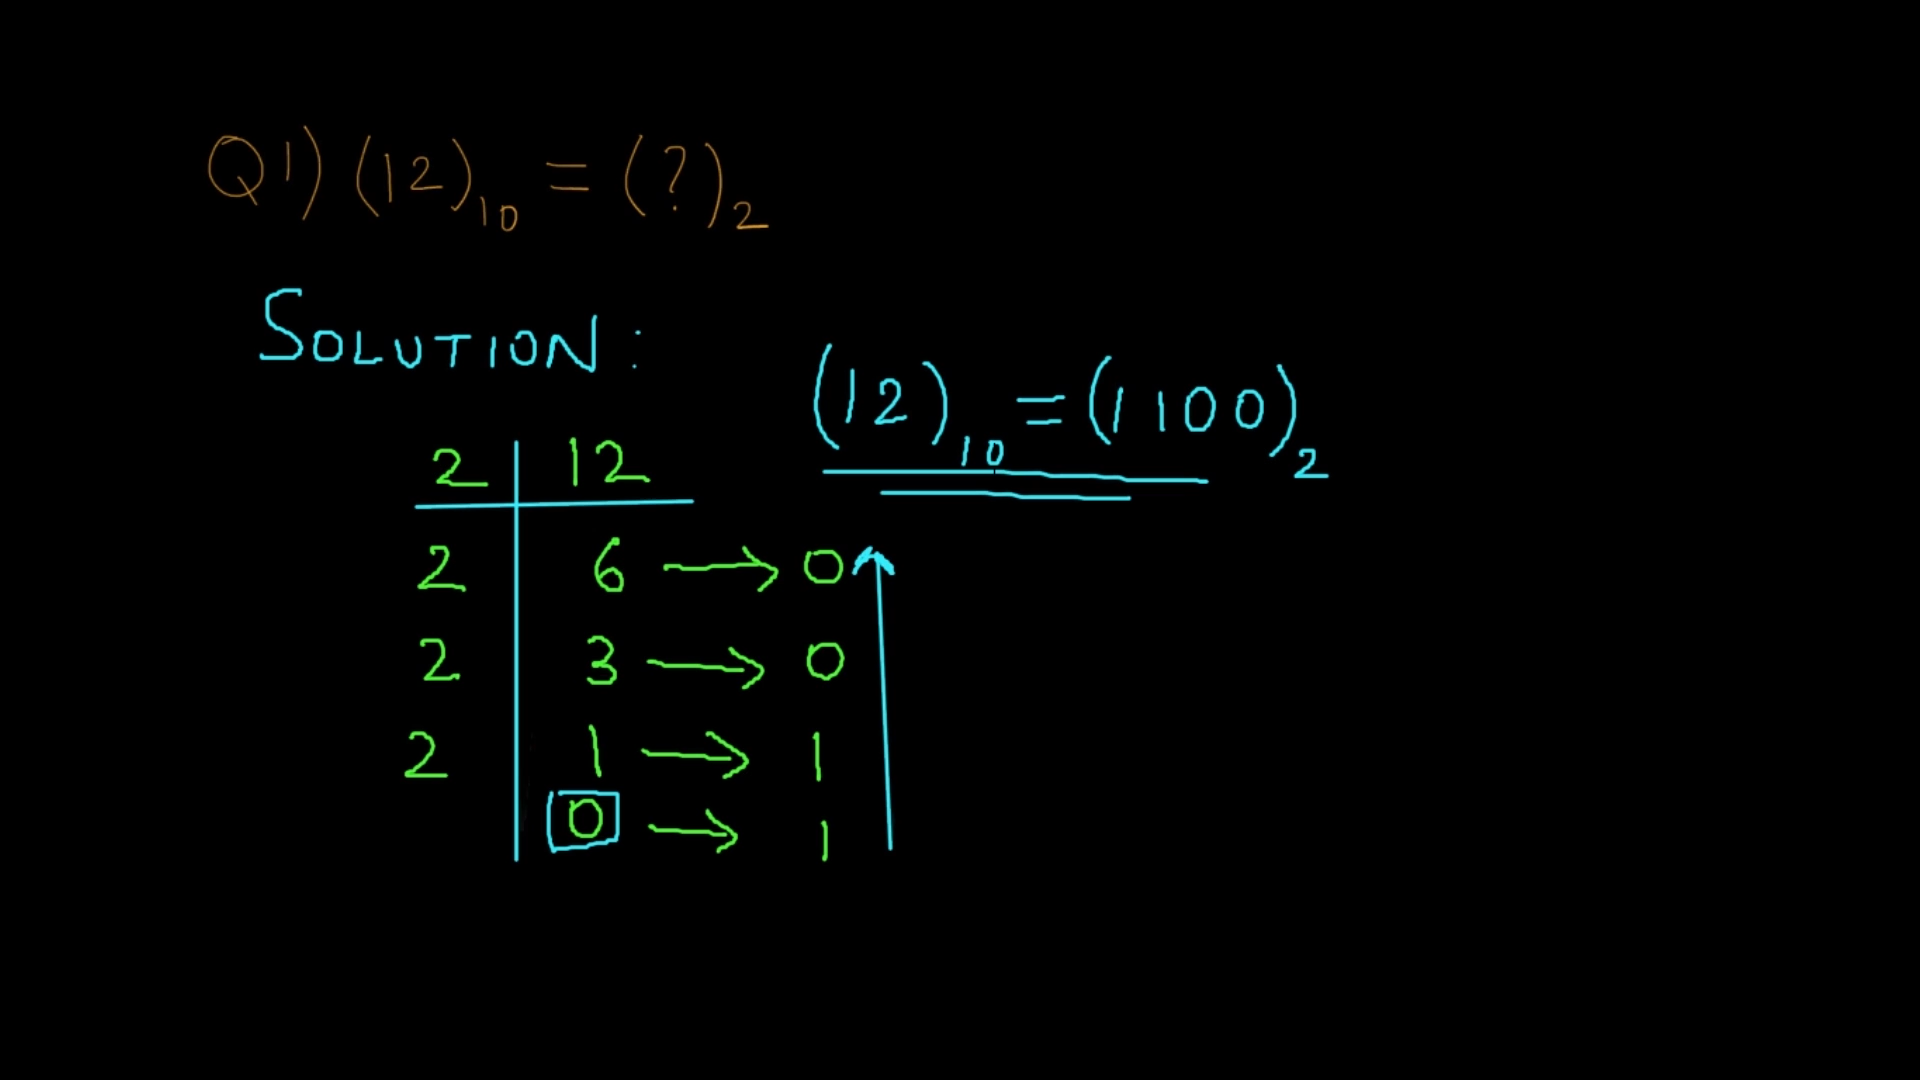 Q1) (12)₁₀ = (?)₂
SOLUTION:
(12)₁₀ = (1100)₂
2 | 12
2 | 6 → 0
2 | 3 → 0
2 | 1 → 1
0 → 1